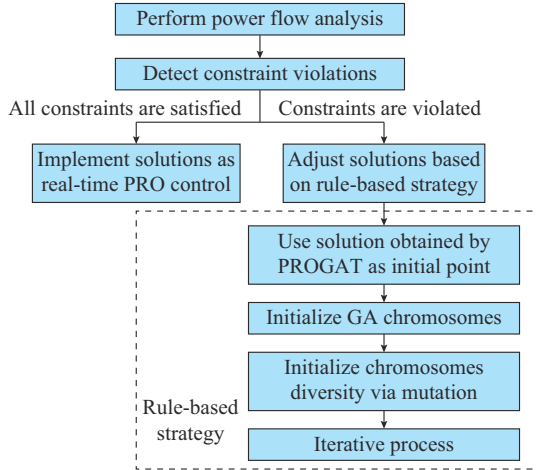 Perform power flow analysis
Detect constraint violations
All constraints are satisfied
Constraints are violated
Implement solutions as
real-time PRO control
Adjust solutions based
on rule-based strategy
Use solution obtained by
PROGAT as initial point
Initialize GA chromosomes
Initialize chromosomes
diversity via mutation
Rule-based
strategy
Iterative process